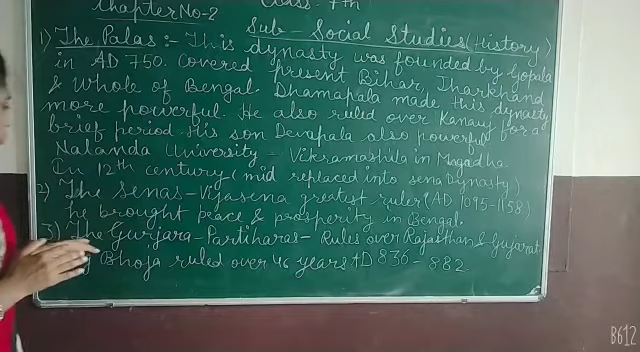 Chapter No-2 Class- 7th
Sub- Social Studies (History)
1) The Palas :- This dynasty was founded by Gopala
in AD 750. Covered present Bihar, Jharkhand
& Whole of Bengal. Dhamapala made this dynasty
more powerful. He also ruled over Kanauj for a
brief period. His son Devapala also powerful
Nalanda University - Vikramashila in Magadha.
In 12th century (mid replaced into sena Dynasty)
2) The Senas - Vijasena greatest ruler (AD 1095-1158)
he brought peace & prosperity in Bengal.
3) The Gurjara - Partiharas - Rules over Rajasthan & Gujarat.
Bhoja ruled over 46 years AD 836 - 882
B612